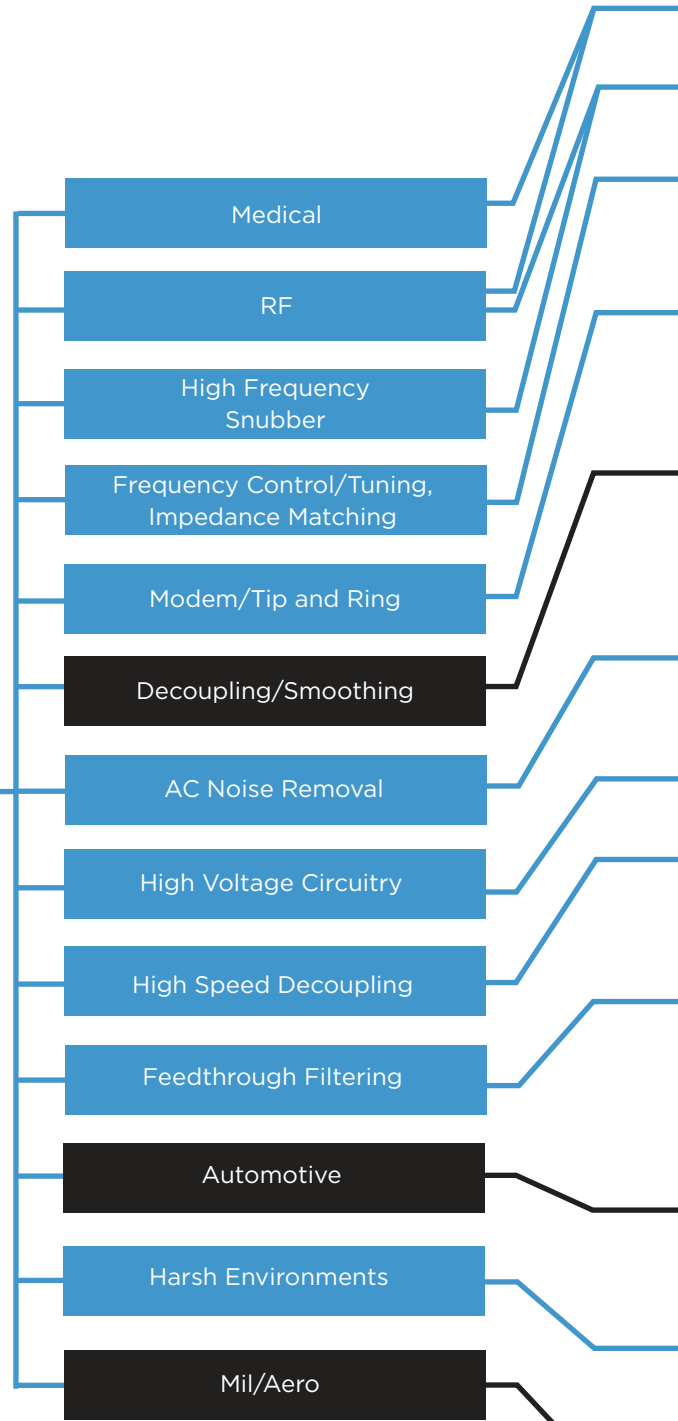 Medical
RF
High Frequency
Snubber
Frequency Control/Tuning,
Impedance Matching
Modem/Tip and Ring
Decoupling/Smoothing
AC Noise Removal
High Voltage Circuitry
High Speed Decoupling
Feedthrough Filtering
Automotive
Harsh Environments
Mil/Aero